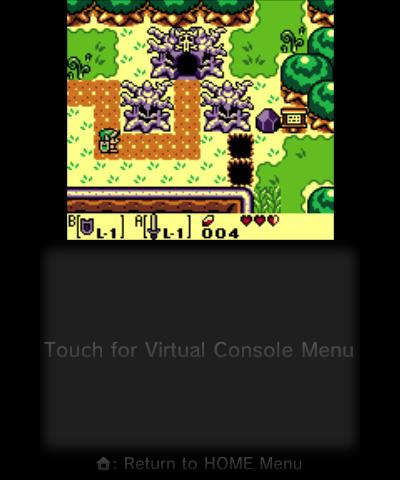 B[ L-1] A[ L-1] 004
Touch for Virtual Console Menu
: Return to HOME Menu